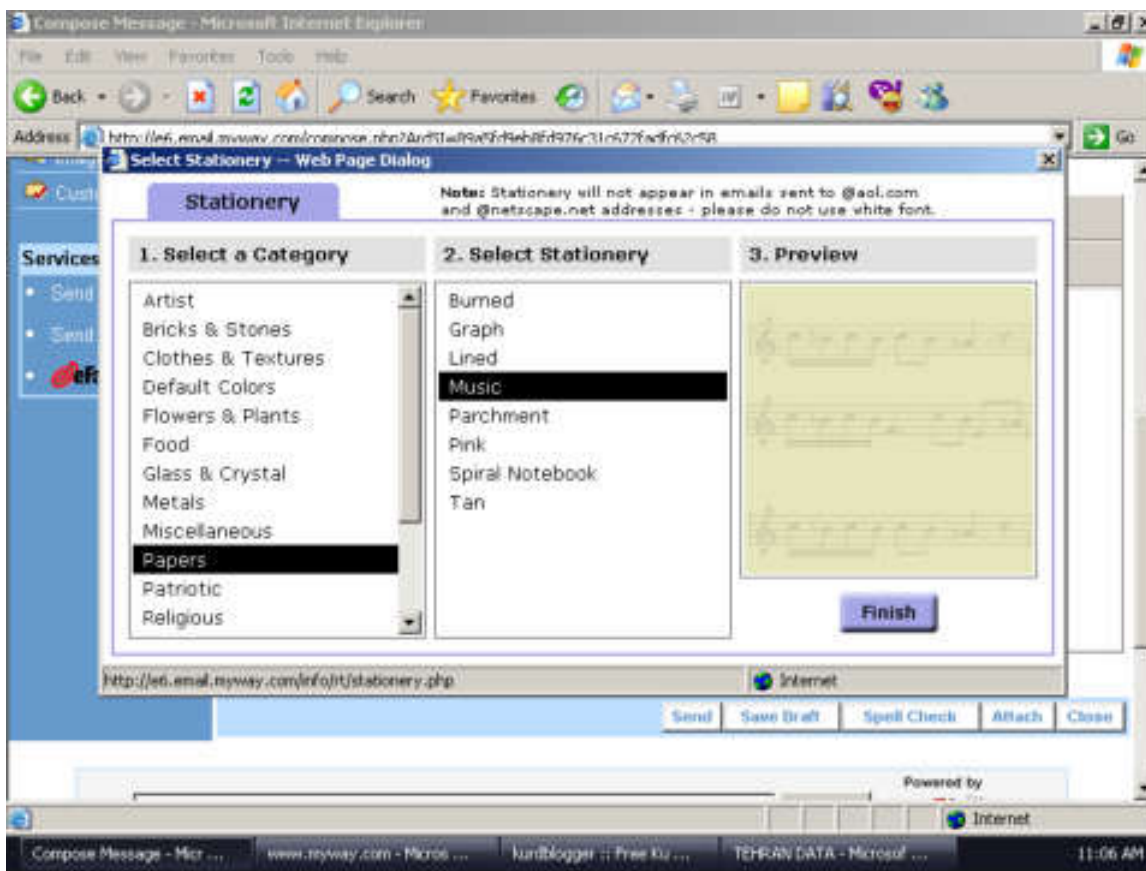 Compose Message - Microsoft Internet Explorer
File Edit View Favorites Tools Help
Back Search Favorites
Address Go
Select Stationery -- Web Page Dialog
Stationery
Note: Stationery will not appear in emails sent to @aol.com
and @netscape.net addresses - please do not use white font.
Services
Send
Send
1. Select a Category
Artist
Bricks & Stones
Clothes & Textures
Default Colors
Flowers & Plants
Food
Glass & Crystal
Metals
Miscellaneous
Papers
Patriotic
Religious
2. Select Stationery
Burned
Graph
Lined
Music
Parchment
Pink
Spiral Notebook
Tan
3. Preview
Finish
http://e6.email.myway.com/info/rt/stationery.php
Internet
Send Save Draft Spell Check Attach Close
Powered by
Internet
Compose Message - Micr ... www.myway.com - Micros ... kurdblogger :: Free Ku ... TEHRAN DATA - Microsof ... 11:06 AM